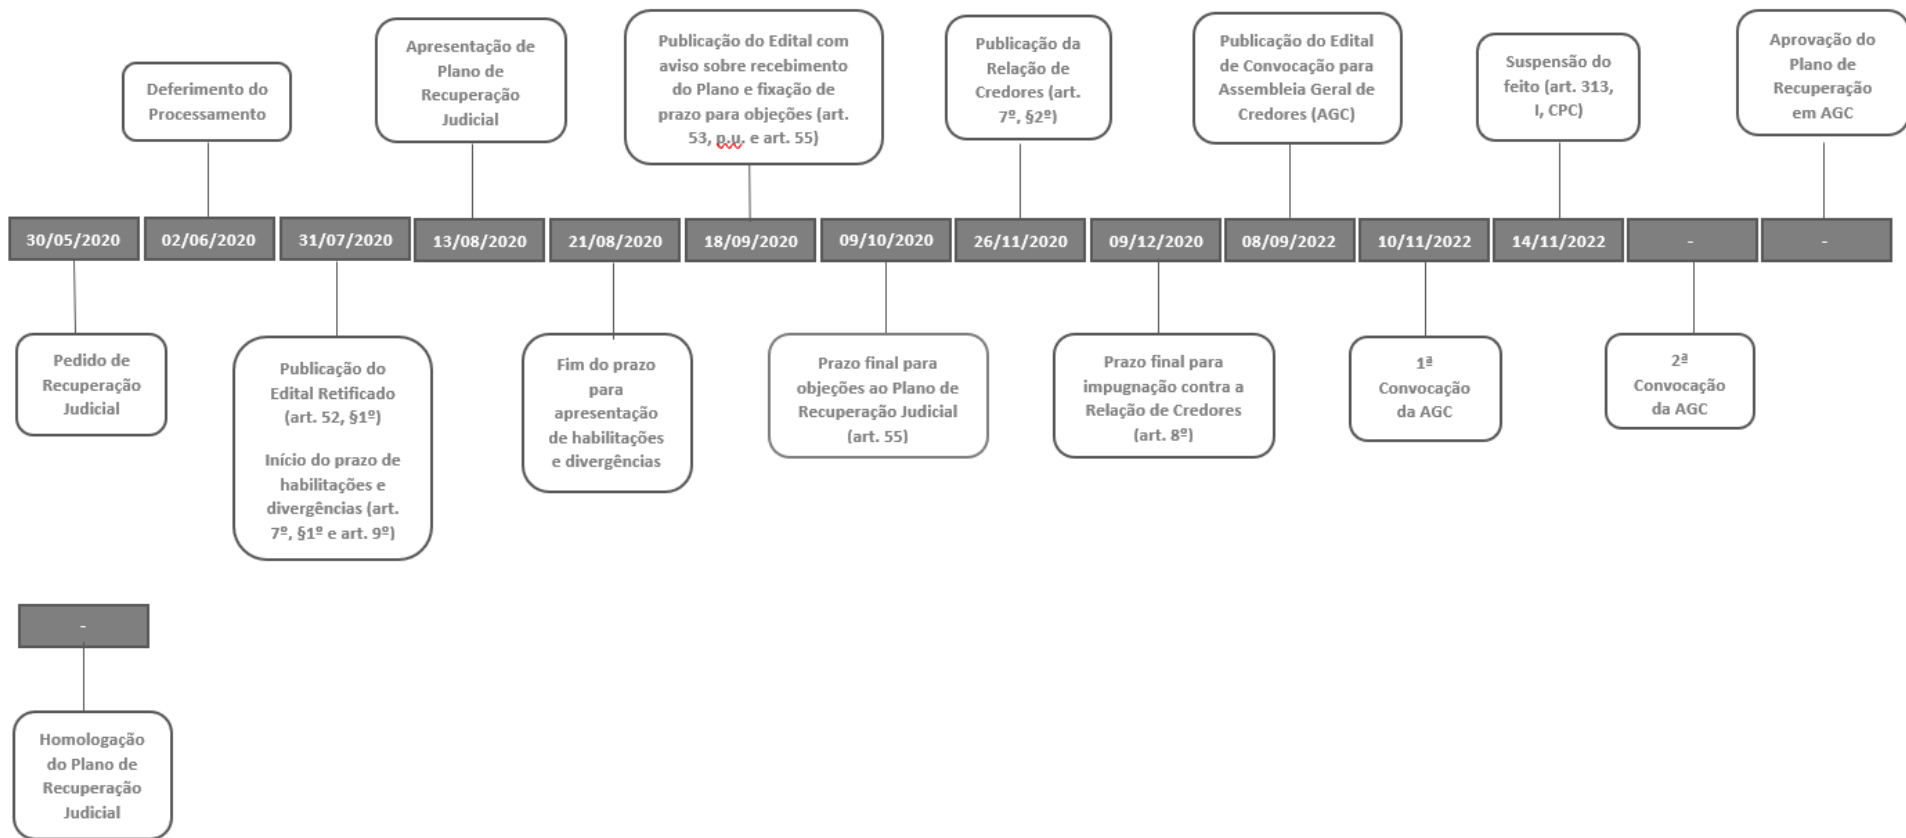 Deferimento do
Processamento
Apresentação de
Plano de
Recuperação
Judicial
Publicação do Edital com
aviso sobre recebimento
do Plano e fixação de
prazo para objeções (art.
53, p.u. e art. 55)
Publicação da
Relação de
Credores (art.
7º, §2º)
Publicação do Edital
de Convocação para
Assembleia Geral de
Credores (AGC)
Suspensão do
feito (art. 313,
I, CPC)
Aprovação do
Plano de
Recuperação
em AGC
30/05/2020
02/06/2020
31/07/2020
13/08/2020
21/08/2020
18/09/2020
09/10/2020
26/11/2020
09/12/2020
08/09/2022
10/11/2022
14/11/2022
-
-
Pedido de
Recuperação
Judicial
Publicação do
Edital Retificado
(art. 52, §1º)
Início do prazo de
habilitações e
divergências (art.
7º, §1º e art. 9º)
Fim do prazo
para
apresentação
de habilitações
e divergências
Prazo final para
objeções ao Plano de
Recuperação Judicial
(art. 55)
Prazo final para
impugnação contra a
Relação de Credores
(art. 8º)
1ª
Convocação
da AGC
2ª
Convocação
da AGC
-
Homologação
do Plano de
Recuperação
Judicial